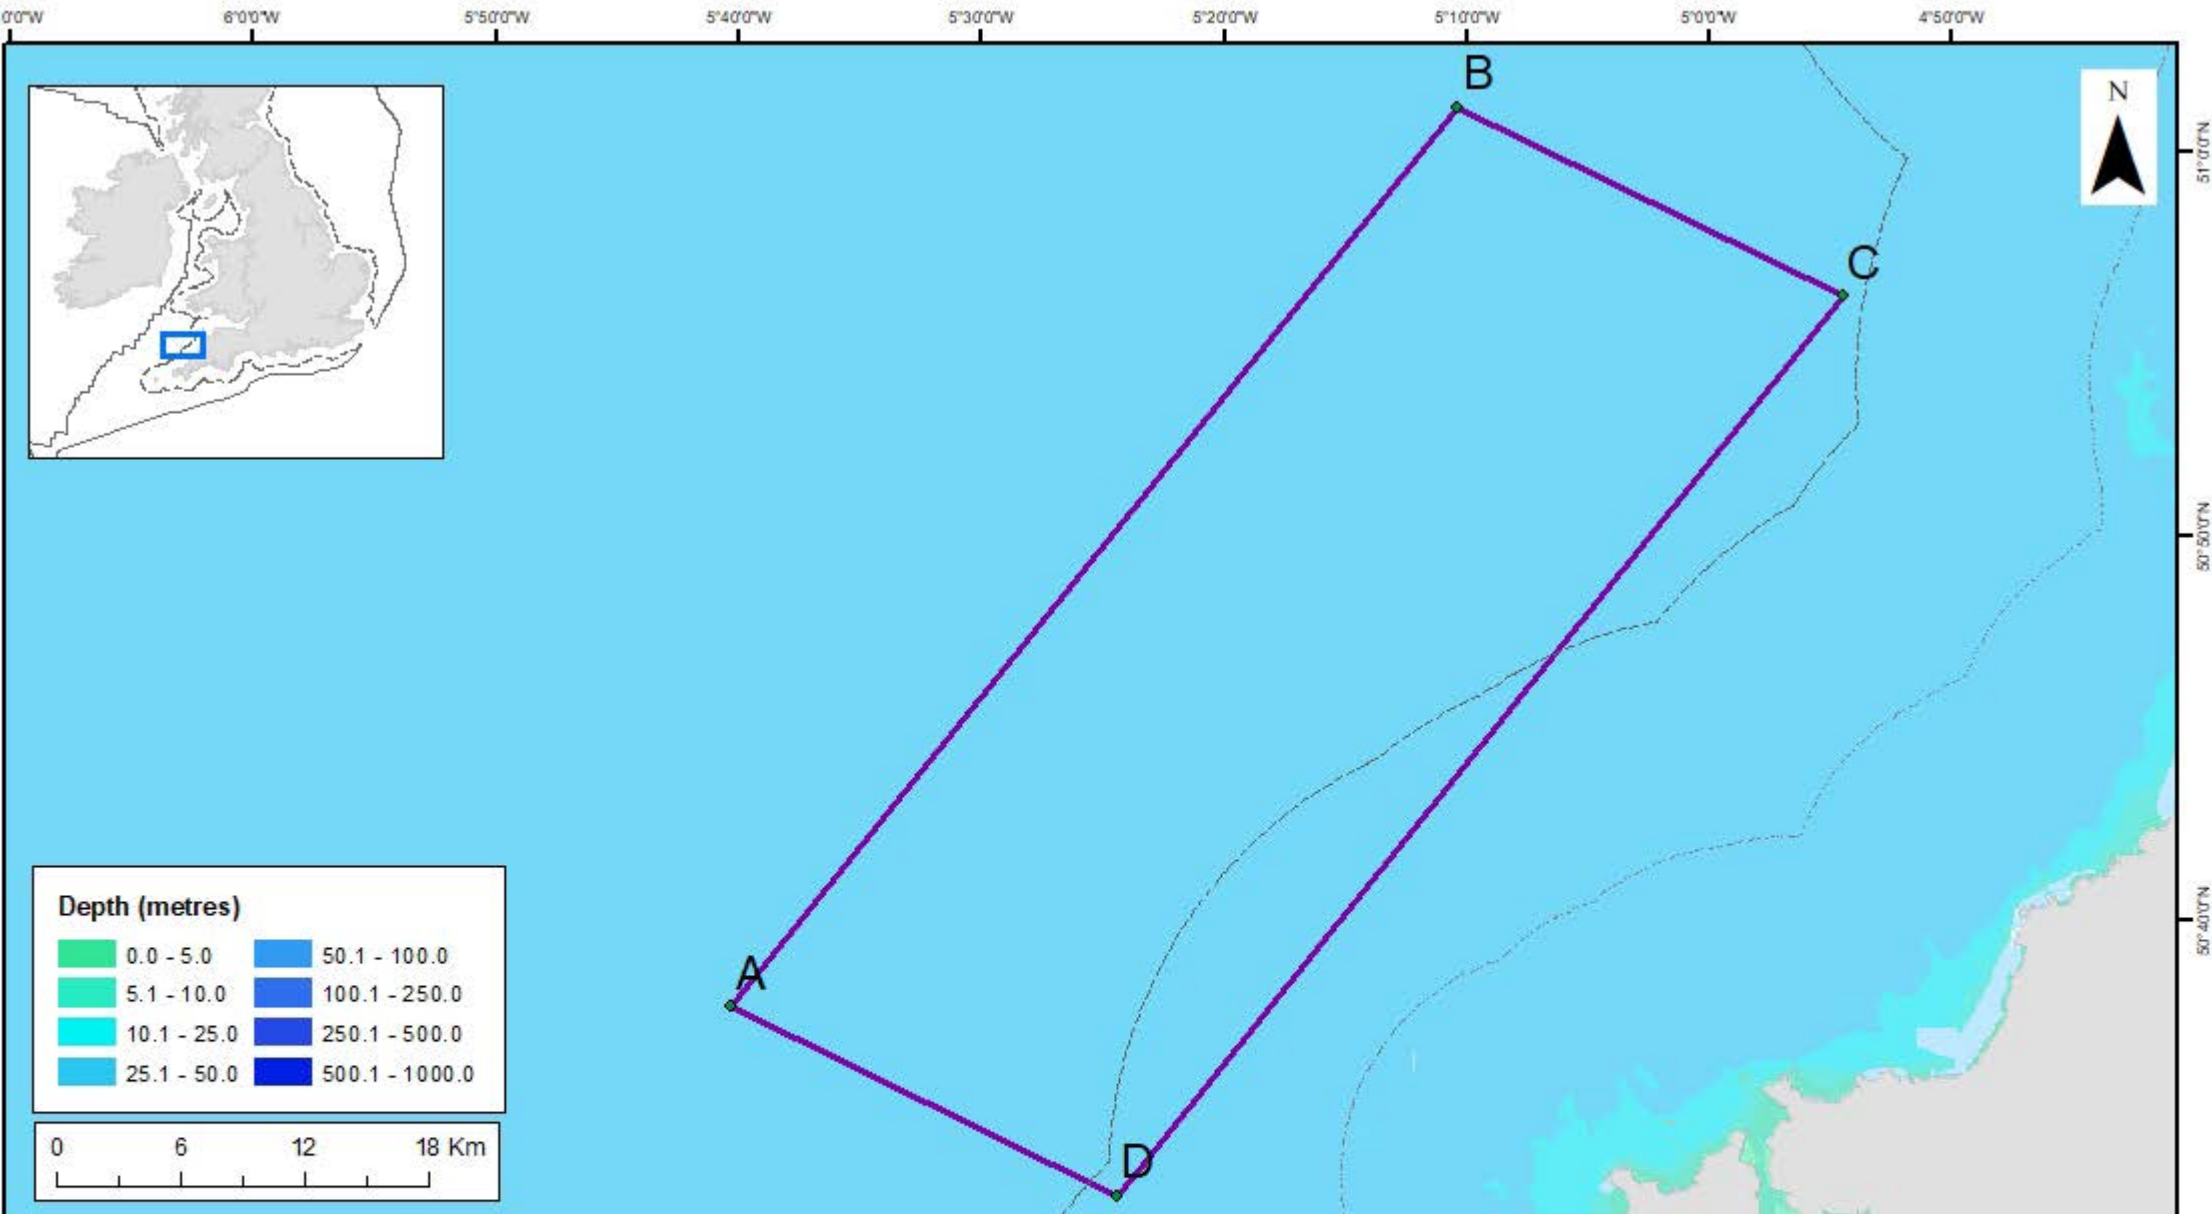 0'0"W 6°0'0"W 5°50'0"W 5°40'0"W 5°30'0"W 5°20'0"W 5°10'0"W 5°0'0"W 4°50'0"W
B
N
51°0'0"N
C
50°50'0"N
50°40'0"N
A
D
Depth (metres)
0.0 - 5.0 50.1 - 100.0
5.1 - 10.0 100.1 - 250.0
10.1 - 25.0 250.1 - 500.0
25.1 - 50.0 500.1 - 1000.0
0 6 12 18 Km